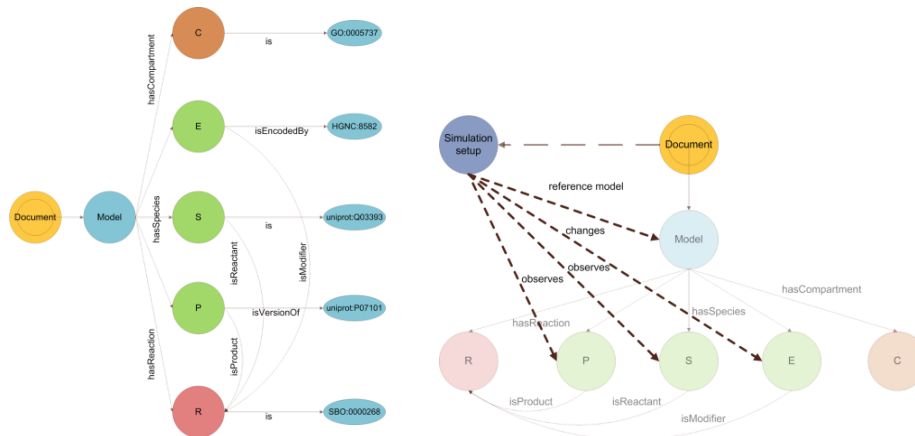 C
is
GO:0005737
hasCompartment
E
isEncodedBy
HGNC:8582
Document
Model
hasSpecies
S
is
uniprot:Q03393
isReactant
isModifier
P
isVersionOf
uniprot:P07101
isProduct
hasReaction
R
is
SBO:0000268
Simulation
setup
Document
reference model
changes
Model
observes
observes
hasCompartment
hasSpecies
hasReaction
R
P
S
E
C
isProduct
isReactant
isModifier